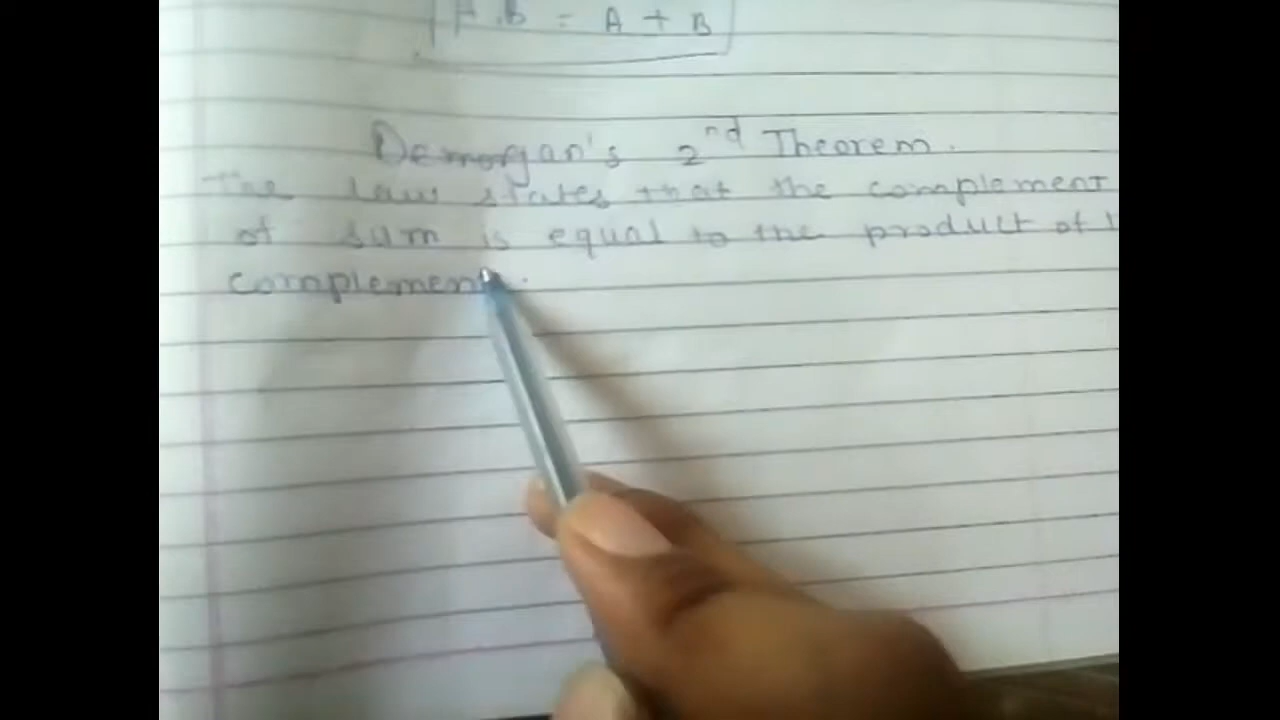 A.B = A + B
Demorgan's 2nd Theorem.
The law states that the complement
of sum is equal to the product of
complement.